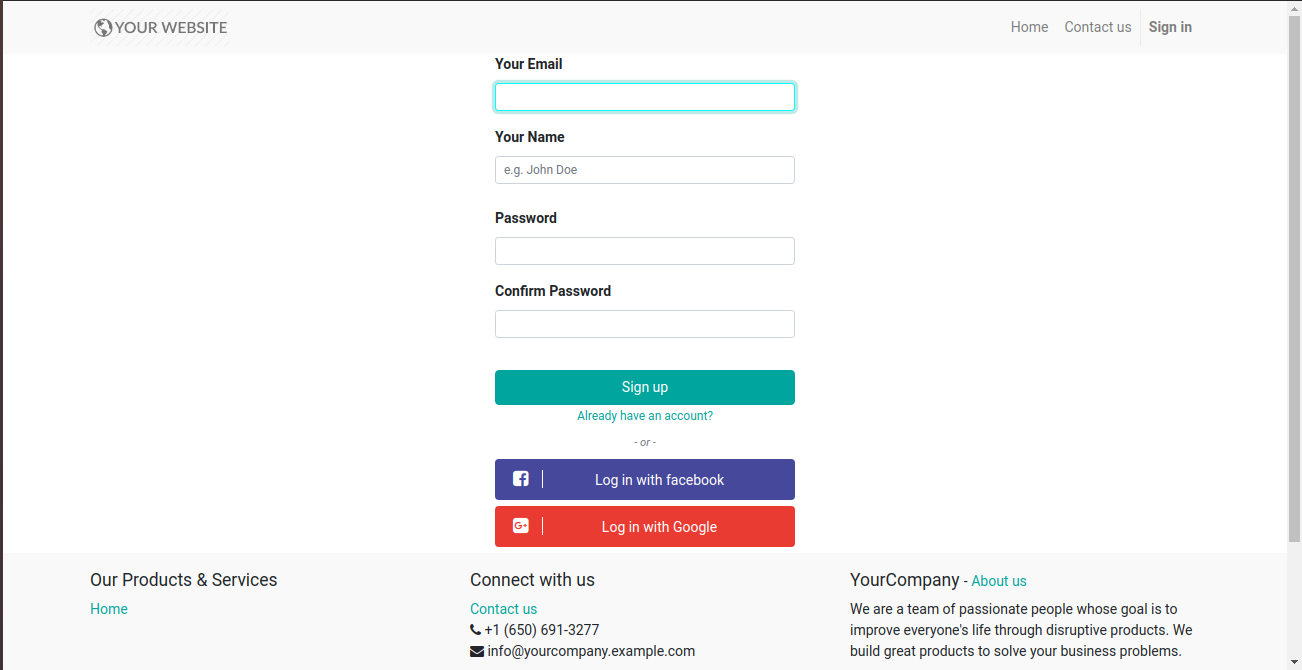 YOUR WEBSITE
Home Contact us Sign in
Your Email
Your Name
e.g. John Doe
Password
Confirm Password
Sign up
Already have an account?
- or -
Log in with facebook
G+ Log in with Google
Our Products & Services
Home
Connect with us
Contact us
+1 (650) 691-3277
info@yourcompany.example.com
YourCompany - About us
We are a team of passionate people whose goal is to
improve everyone's life through disruptive products. We
build great products to solve your business problems.